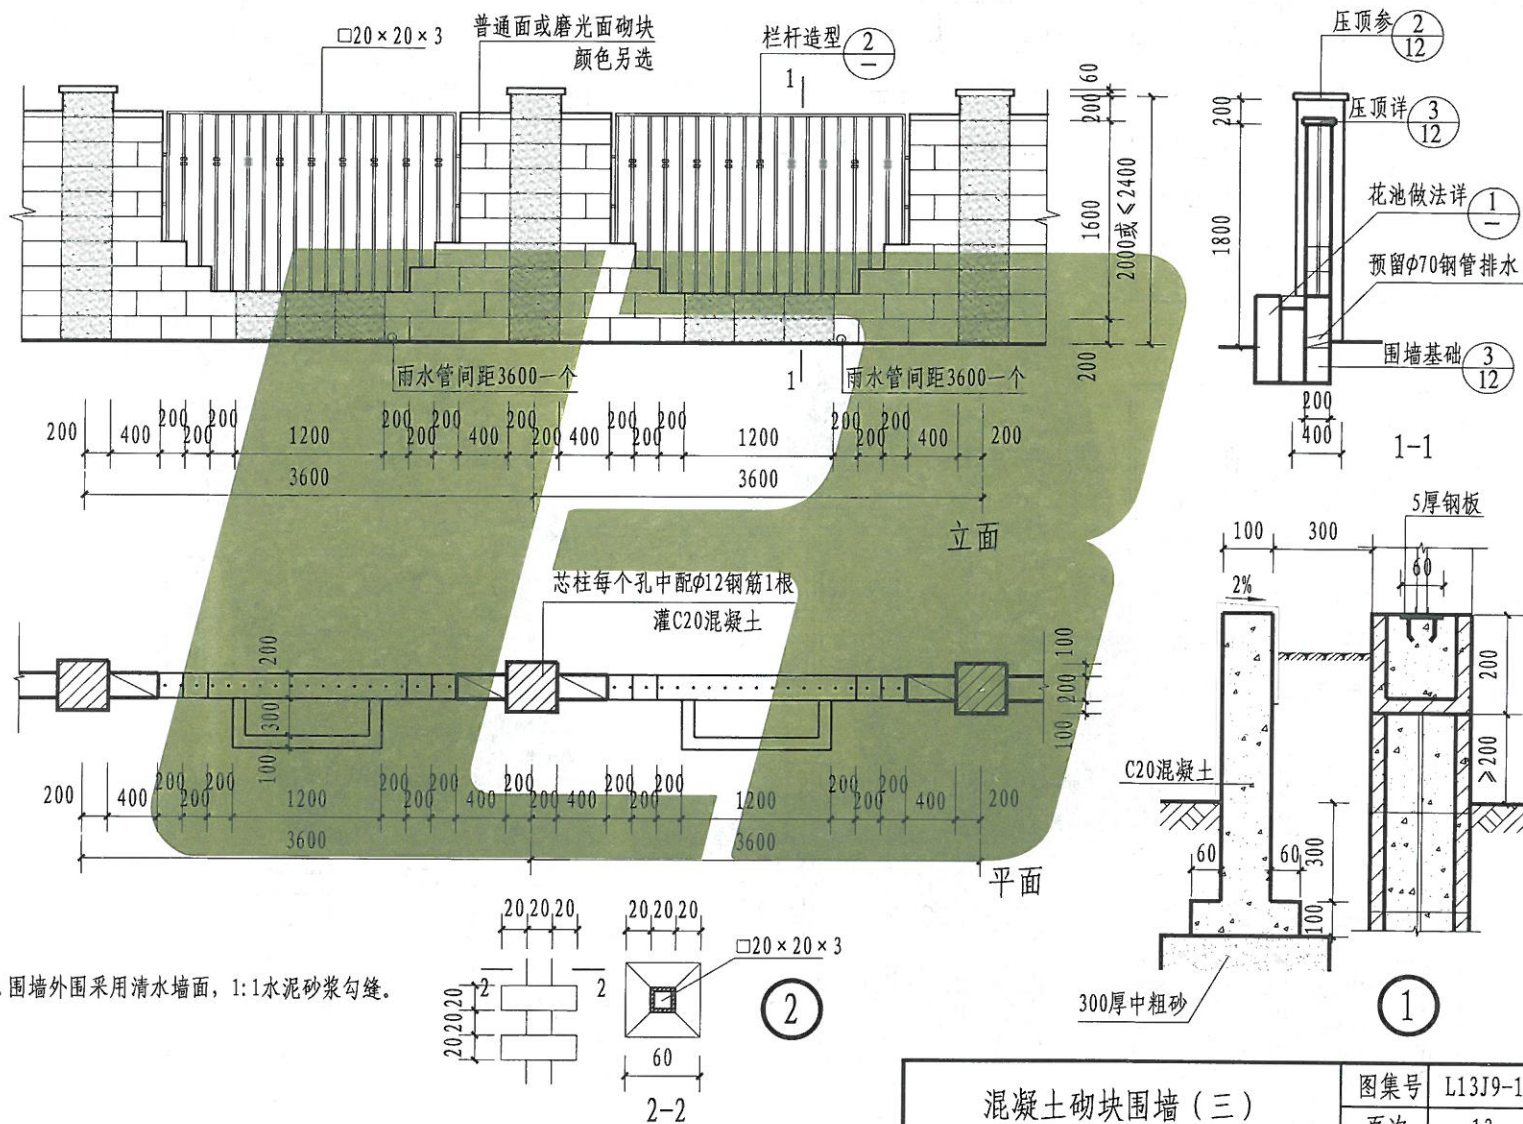 □20×20×3
普通面或磨光面砌块
颜色另选
栏杆造型 2 —
1
60
200
1600
200
2000或≤2400
雨水管间距3600一个
1
雨水管间距3600一个
200 400 200 200 200 1200 200 200 200 400 200 200 400 200 200 200 1200 200 200 200 400 200
3600 3600
立面
压顶参 2 12
压顶详 3 12
花池做法详 1 —
预留φ70钢管排水
围墙基础 3 12
200
1800
200
400
1-1
芯柱每个孔中配φ12钢筋1根
灌C20混凝土
200
300
100
100
200
100
200 400 200 200 200 1200 200 200 200 400 200 200 400 200 200 200 1200 200 200 200 400 200
3600 3600
平面
5厚钢板
100 300
60
2%
200
≥200
C20混凝土
60 60
300
100
300厚中粗砂
1
围墙外围采用清水墙面，1:1水泥砂浆勾缝。
20 20 20
20 20 20
□20×20×3
2 2
20 20 20
60
2-2
2
混凝土砌块围墙（三）
图集号 L13J9-1